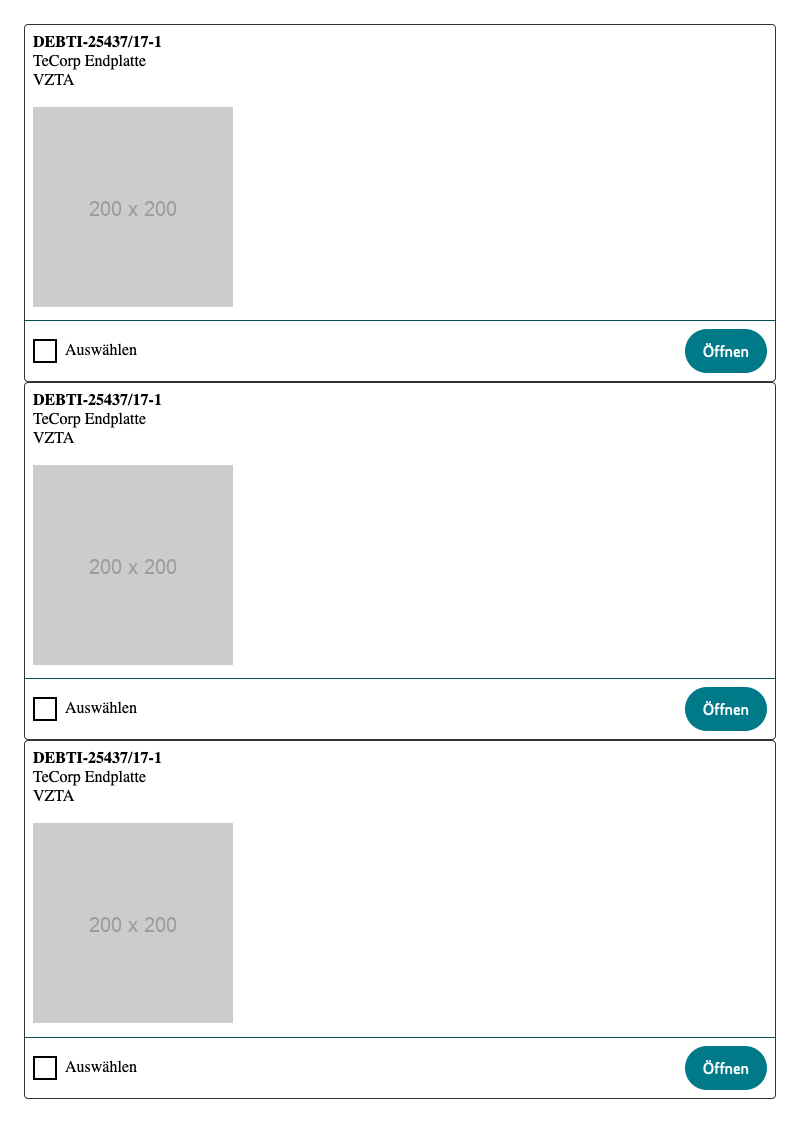 DEBTI-25437/17-1
TeCorp Endplatte
VZTA
200 x 200
Auswählen
Öffnen
DEBTI-25437/17-1
TeCorp Endplatte
VZTA
200 x 200
Auswählen
Öffnen
DEBTI-25437/17-1
TeCorp Endplatte
VZTA
200 x 200
Auswählen
Öffnen